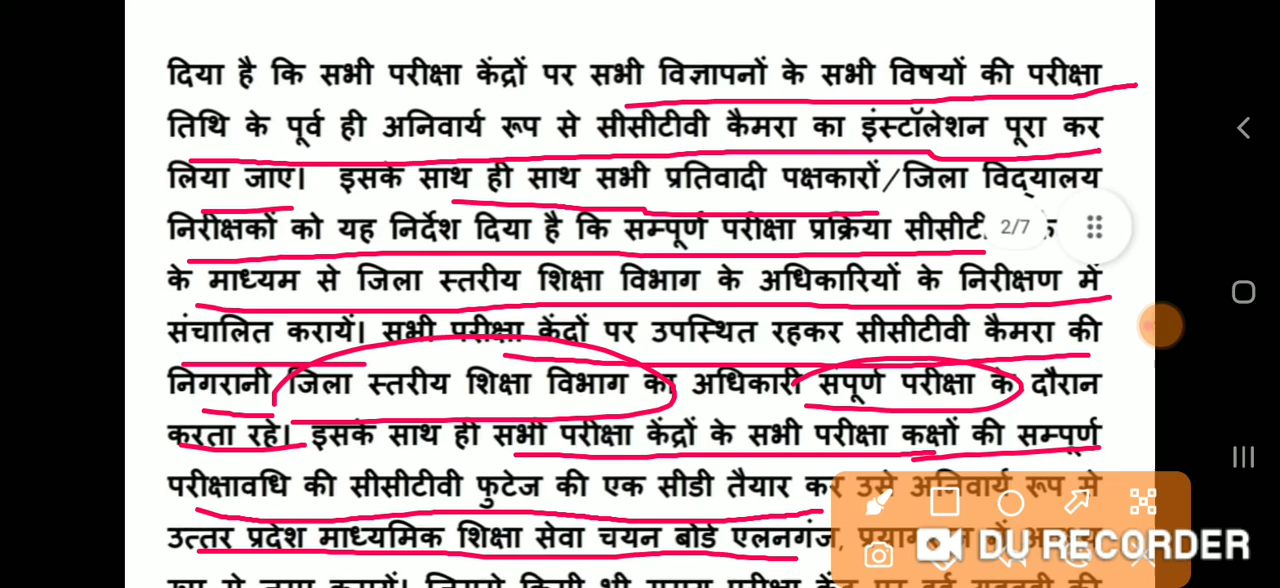 दिया है कि सभी परीक्षा केंद्रों पर सभी विज्ञापनों के सभी विषयों की परीक्षा
तिथि के पूर्व ही अनिवार्य रूप से सीसीटीवी कैमरा का इंस्टॉलेशन पूरा कर
लिया जाए। इसके साथ ही साथ सभी प्रतिवादी पक्षकारों/जिला विद्यालय
निरीक्षकों को यह निर्देश दिया है कि सम्पूर्ण परीक्षा प्रक्रिया
2/7
के माध्यम से जिला स्तरीय शिक्षा विभाग के अधिकारियों के निरीक्षण में
संचालित करायें। सभी परीक्षा केंद्रों पर उपस्थित रहकर सीसीटीवी कैमरा की
निगरानी जिला स्तरीय शिक्षा विभाग का अधिकारी संपूर्ण परीक्षा के दौरान
करता रहे। इसके साथ ही सभी परीक्षा केंद्रों के सभी परीक्षा कक्षों की सम्पूर्ण
परीक्षावधि की सीसीटीवी फुटेज की एक सीडी तैयार कर उसे अनिवार्य रूप से
उत्तर प्रदेश माध्यमिक शिक्षा सेवा चयन बोर्ड एलनगंज,
DU RECORDER